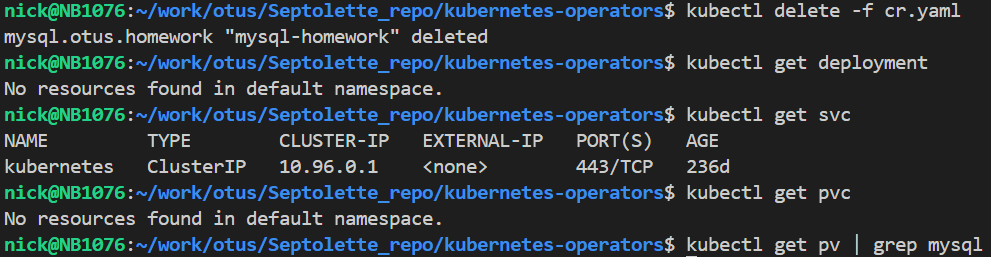 nick@NB1076:~/work/otus/Septolette_repo/kubernetes-operators$ kubectl delete -f cr.yaml
mysql.otus.homework "mysql-homework" deleted
nick@NB1076:~/work/otus/Septolette_repo/kubernetes-operators$ kubectl get deployment
No resources found in default namespace.
nick@NB1076:~/work/otus/Septolette_repo/kubernetes-operators$ kubectl get svc
NAME         TYPE        CLUSTER-IP   EXTERNAL-IP   PORT(S)   AGE
kubernetes   ClusterIP   10.96.0.1    <none>        443/TCP   236d
nick@NB1076:~/work/otus/Septolette_repo/kubernetes-operators$ kubectl get pvc
No resources found in default namespace.
nick@NB1076:~/work/otus/Septolette_repo/kubernetes-operators$ kubectl get pv | grep mysql